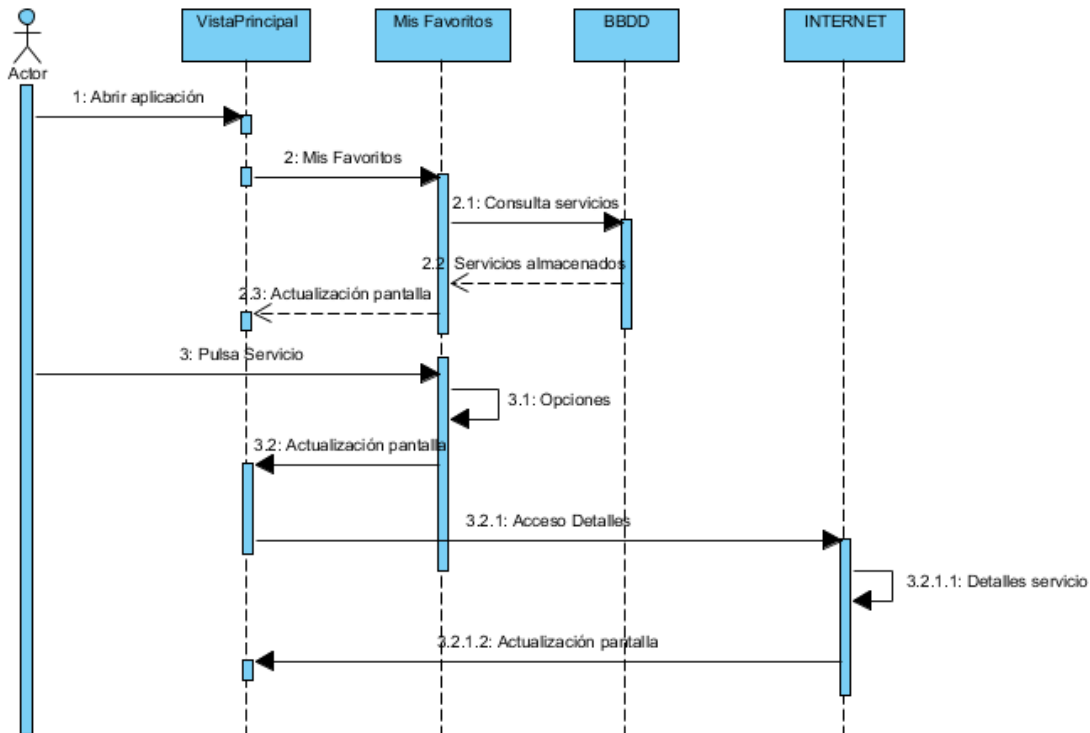 VistaPrincipal
Mis Favoritos
BBDD
INTERNET
Actor
1: Abrir aplicación
2: Mis Favoritos
2.1: Consulta servicios
2.2 Servicios almacenados
2.3: Actualización pantalla
3: Pulsa Servicio
3.1: Opciones
3.2: Actualización pantalla
3.2.1: Acceso Detalles
3.2.1.1: Detalles servicio
3.2.1.2: Actualización pantalla